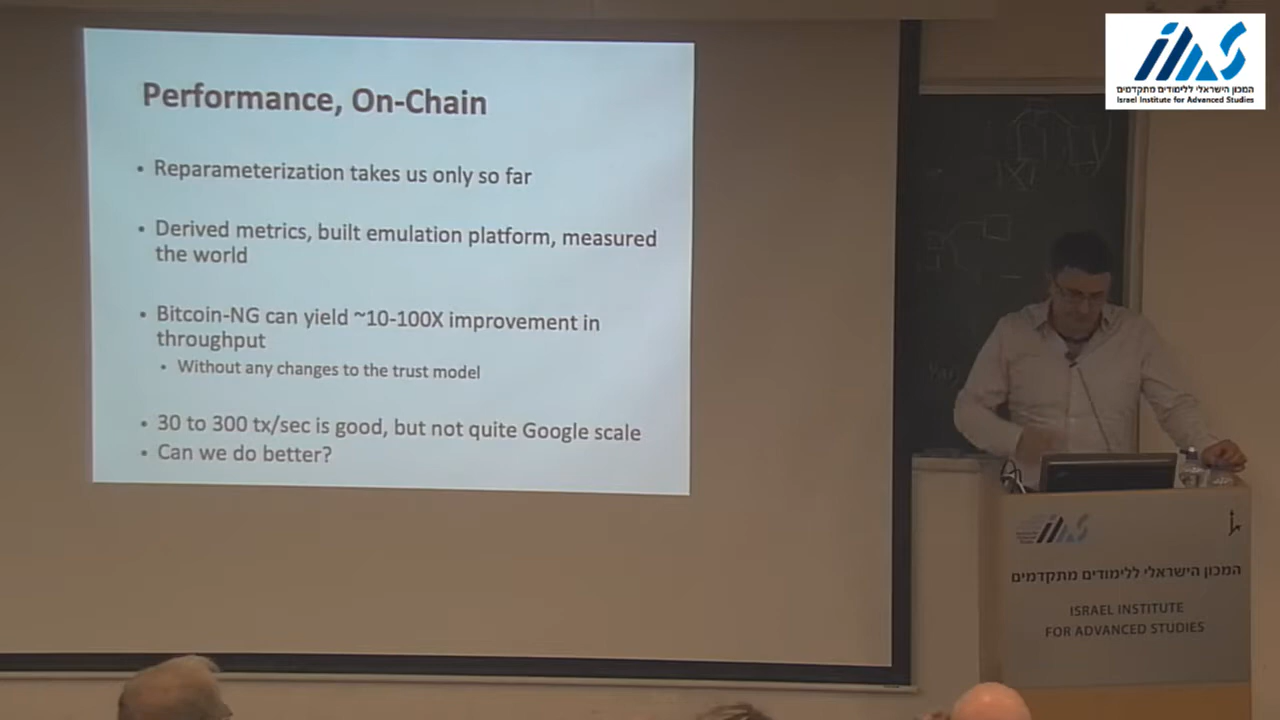 Performance, On-Chain
• Reparameterization takes us only so far
• Derived metrics, built emulation platform, measured
the world
• Bitcoin-NG can yield ~10-100X improvement in
throughput
• Without any changes to the trust model
• 30 to 300 tx/sec is good, but not quite Google scale
• Can we do better?
המכון הישראלי ללימודים מתקדמים
Israel Institute for Advanced Studies
המכון הישראלי ללימודים מתקדמים
ISRAEL INSTITUTE
FOR ADVANCED STUDIES